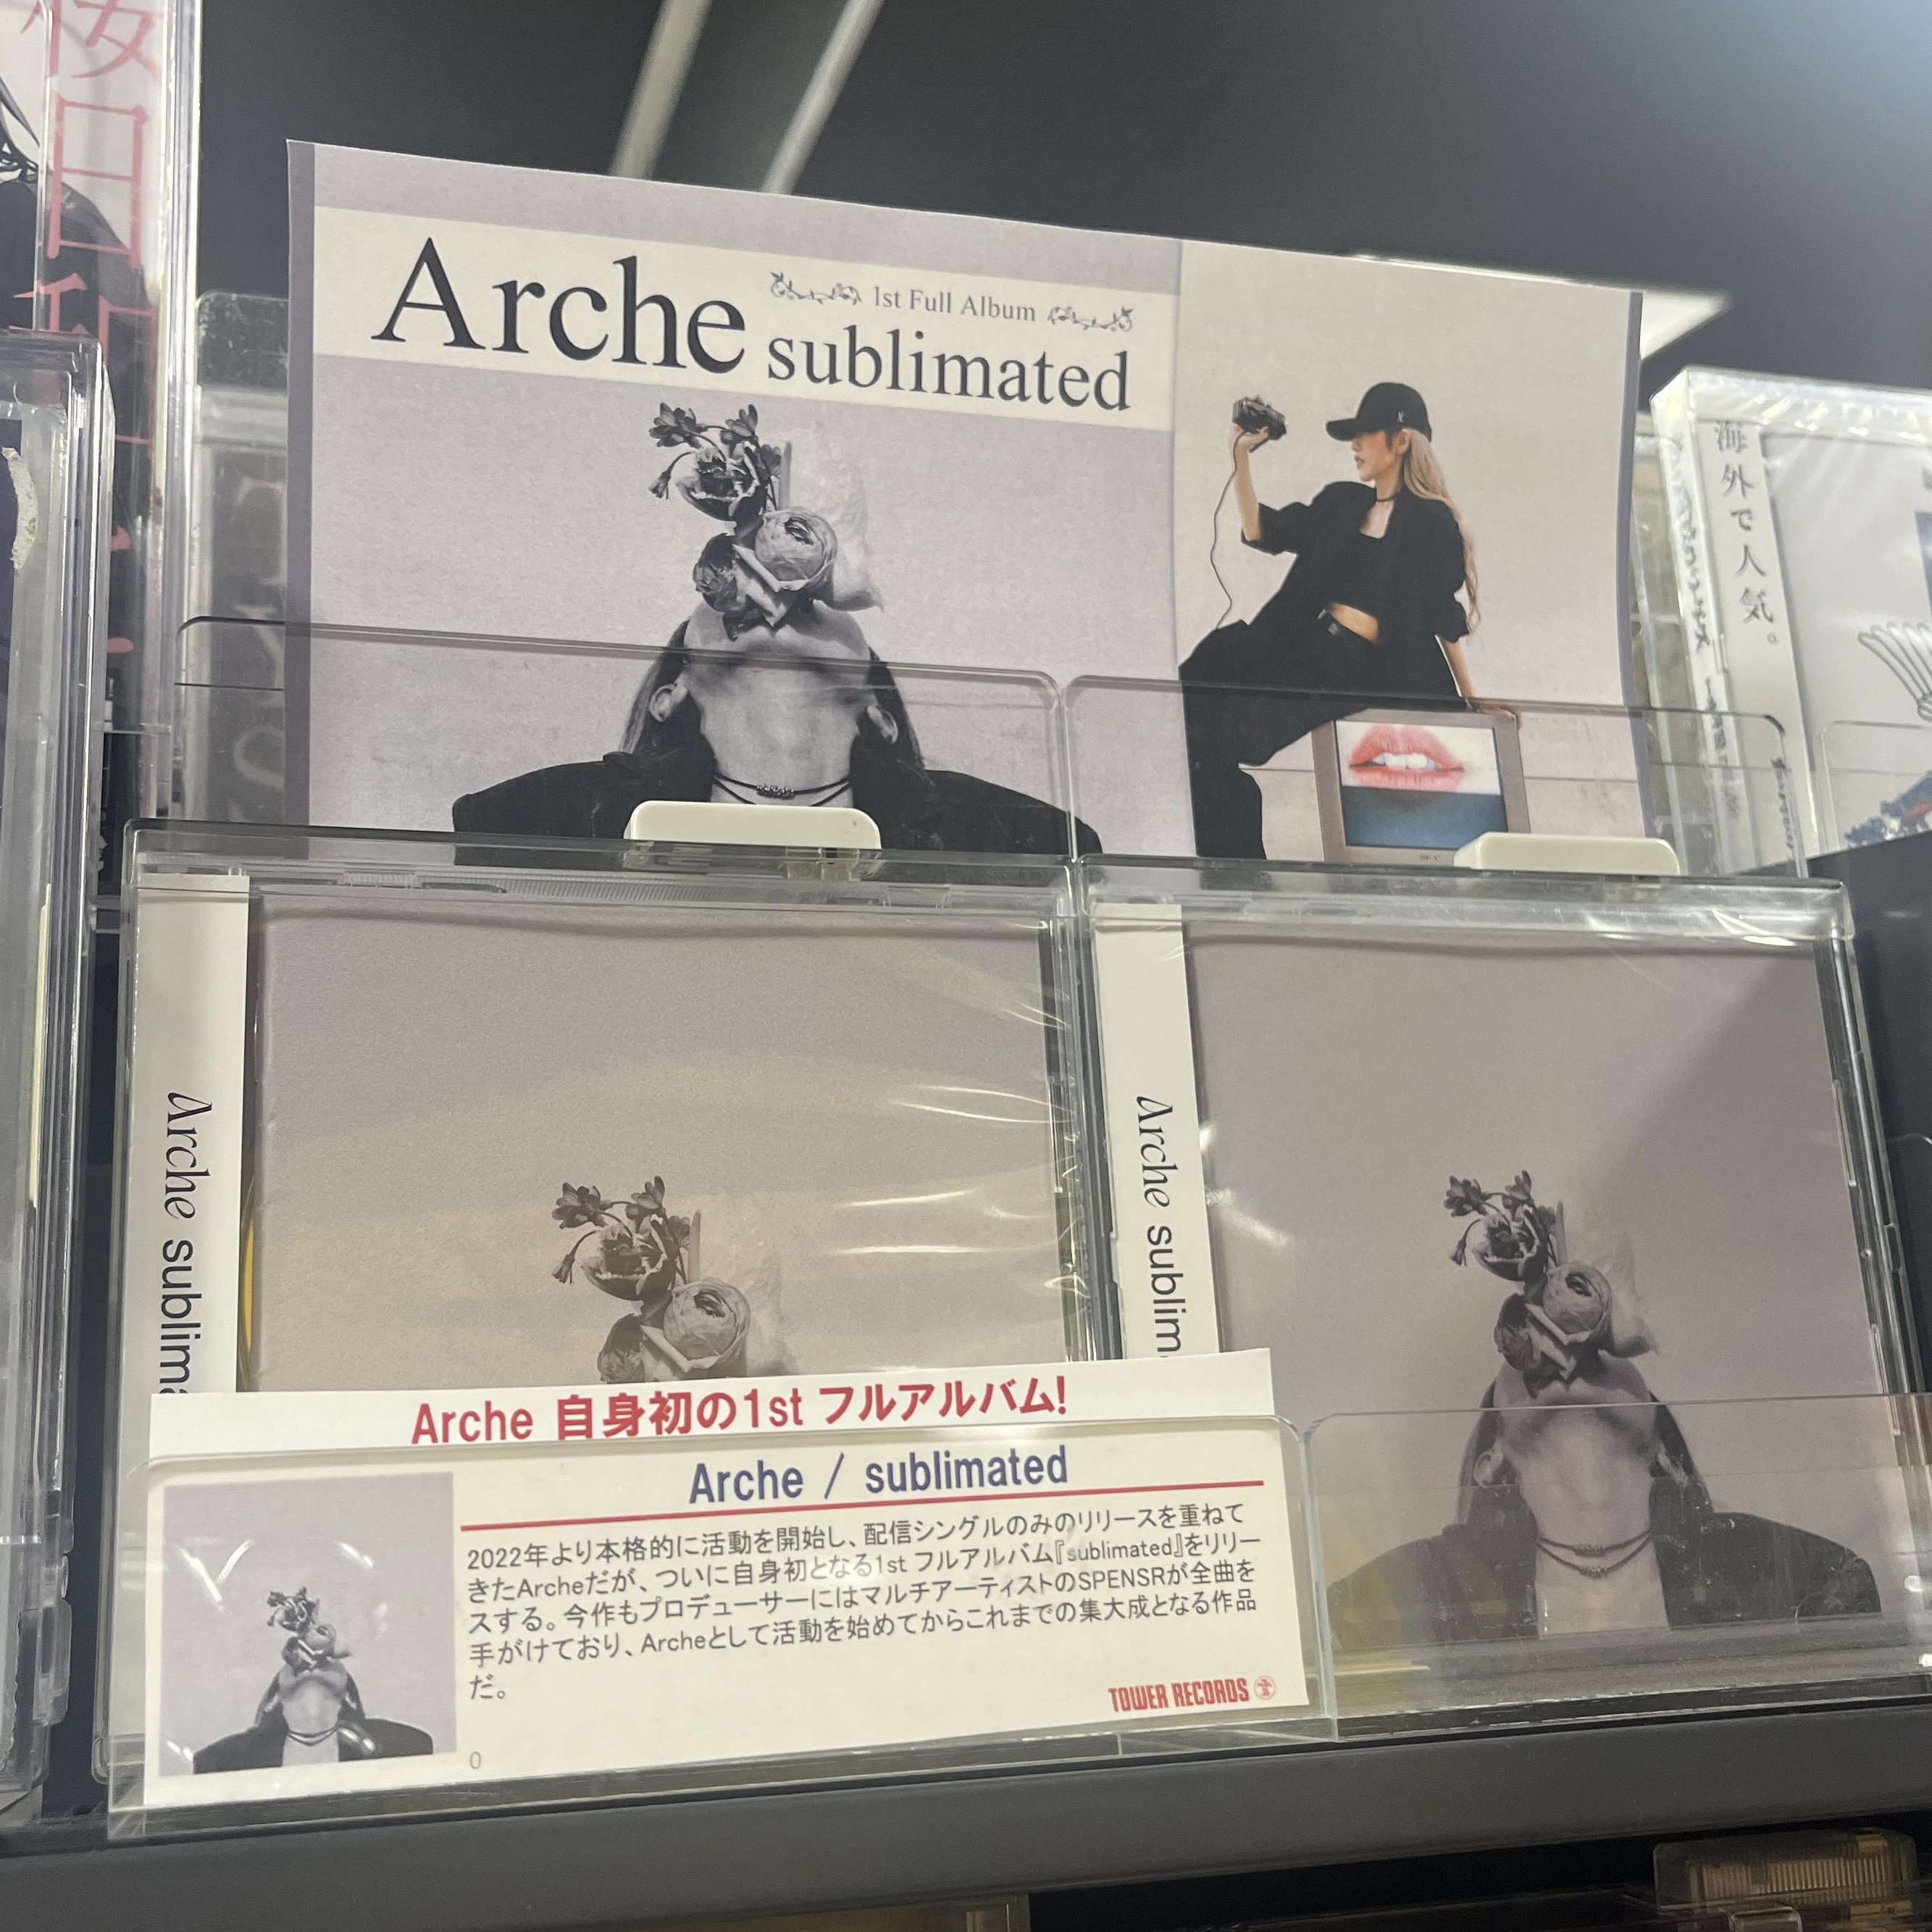 桜日和
Arche
1st Full Album
sublimated
海外で人気。
Arche sublima
Arche sublim
Arche 自身初の1st フルアルバム!
Arche / sublimated
2022年より本格的に活動を開始し、配信シングルのみのリリースを重ねて
きたArcheだが、ついに自身初となる1st フルアルバム『sublimated』をリリー
スする。今作もプロデューサーにはマルチアーティストのSPENSRが全曲を
手がけており、Archeとして活動を始めてからこれまでの集大成となる作品
だ。
TOWER RECORDS
0